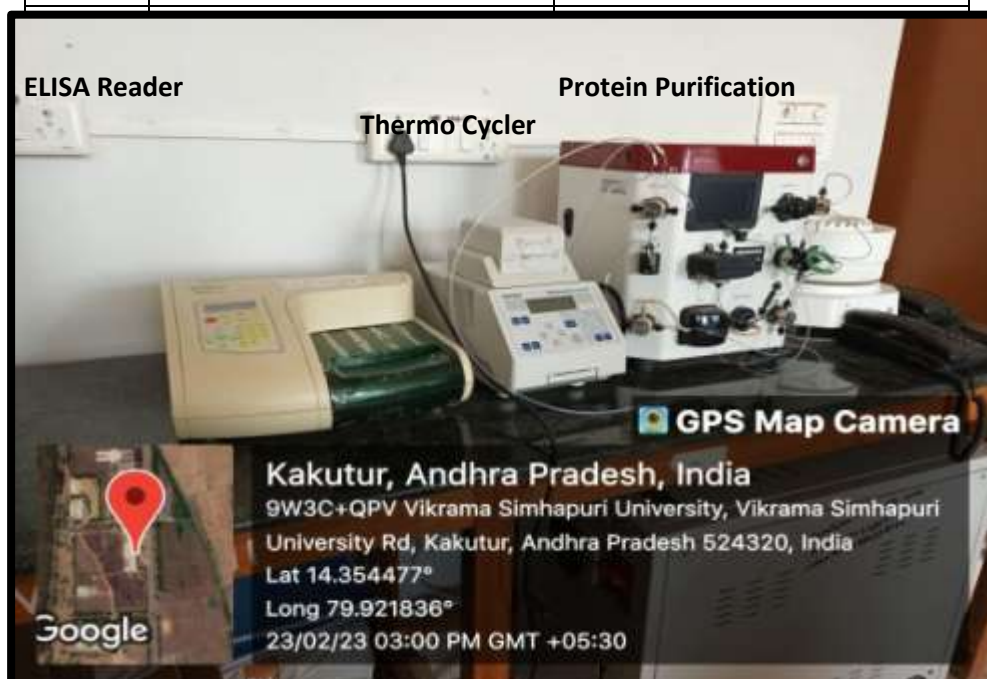 ELISA Reader
Protein Purification
Thermo Cycler
GPS Map Camera
Kakutur, Andhra Pradesh, India
9W3C+QPV Vikrama Simhapuri University, Vikrama Simhapuri
University Rd, Kakutur, Andhra Pradesh 524320, India
Lat 14.354477°
Long 79.921836°
23/02/23 03:00 PM GMT +05:30
Google